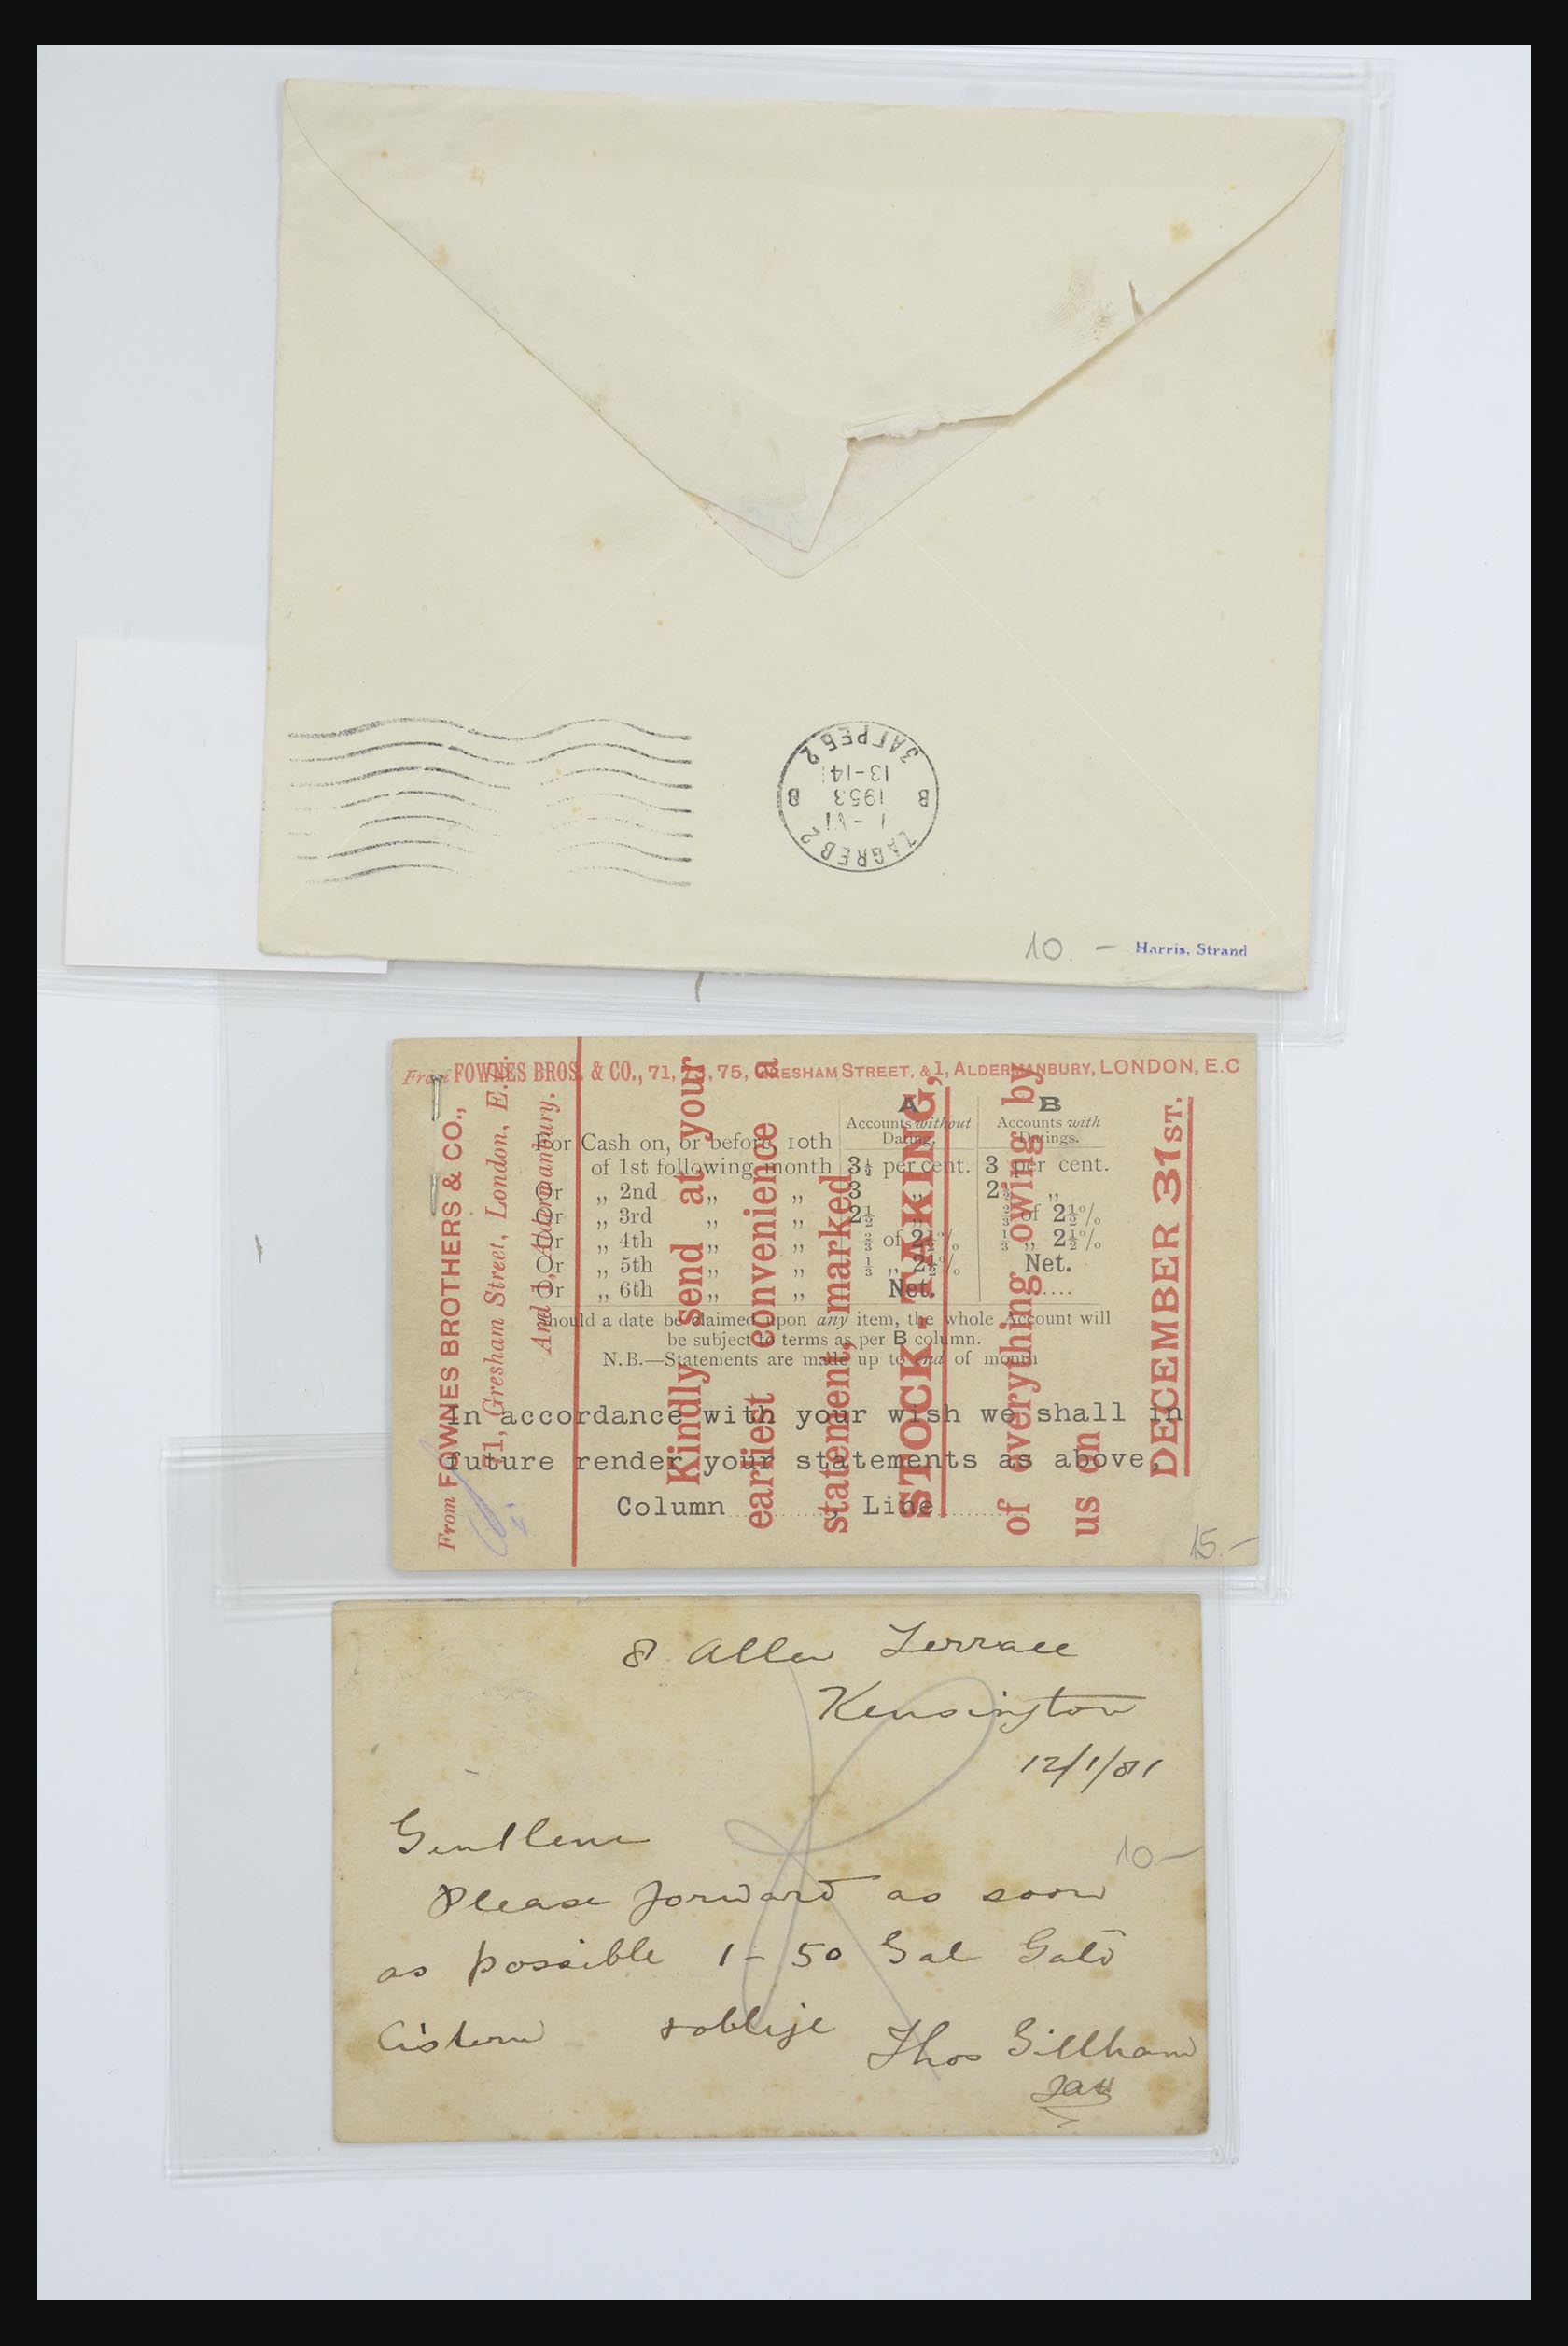 ЗАГРЕБ 2
13-14
1953
1-VI
B B
ZAGREB 2
10. —
Harris, Strand
From FOWNES BROS. & CO., 71, 73, 75, GRESHAM STREET, & 1, ALDERMANBURY, LONDON, E.C
A B
Accounts without Dating. Accounts with Datings.
For Cash on, or before 10th
of 1st following month 3½ per cent. 3 per cent.
Or ,, 2nd ,, ,, 3 ,, 2½ ,,
Or ,, 3rd ,, ,, 2½ ,, ⅔ of 2½%
Or ,, 4th ,, ,, ⅔ of 2½% ⅓ ,, 2½%
Or ,, 5th ,, ,, ⅓ ,, 2½% Net.
Or ,, 6th ,, ,, Net. ....
Should a date be claimed upon any item, the whole Account will
be subject to terms as per B column.
N.B.—Statements are made up to end of month
In accordance with your wish we shall in
future render your statements as above,
Column ............, Line ............
15.—
From FOWNES BROTHERS & CO.,
71, Gresham Street, London, E.C.
And 1, Aldermanbury.
Kindly send at your
earliest convenience a
statement, marked
STOCK-TAKING,
of everything owing by
us on
DECEMBER 31ST.
8 Allen Terrace
Kensington
12/1/81
Gentlemen
10—
Please forward as soon
as possible 1- 50 Gal Galv
Cistern & oblige
Thos Gillham